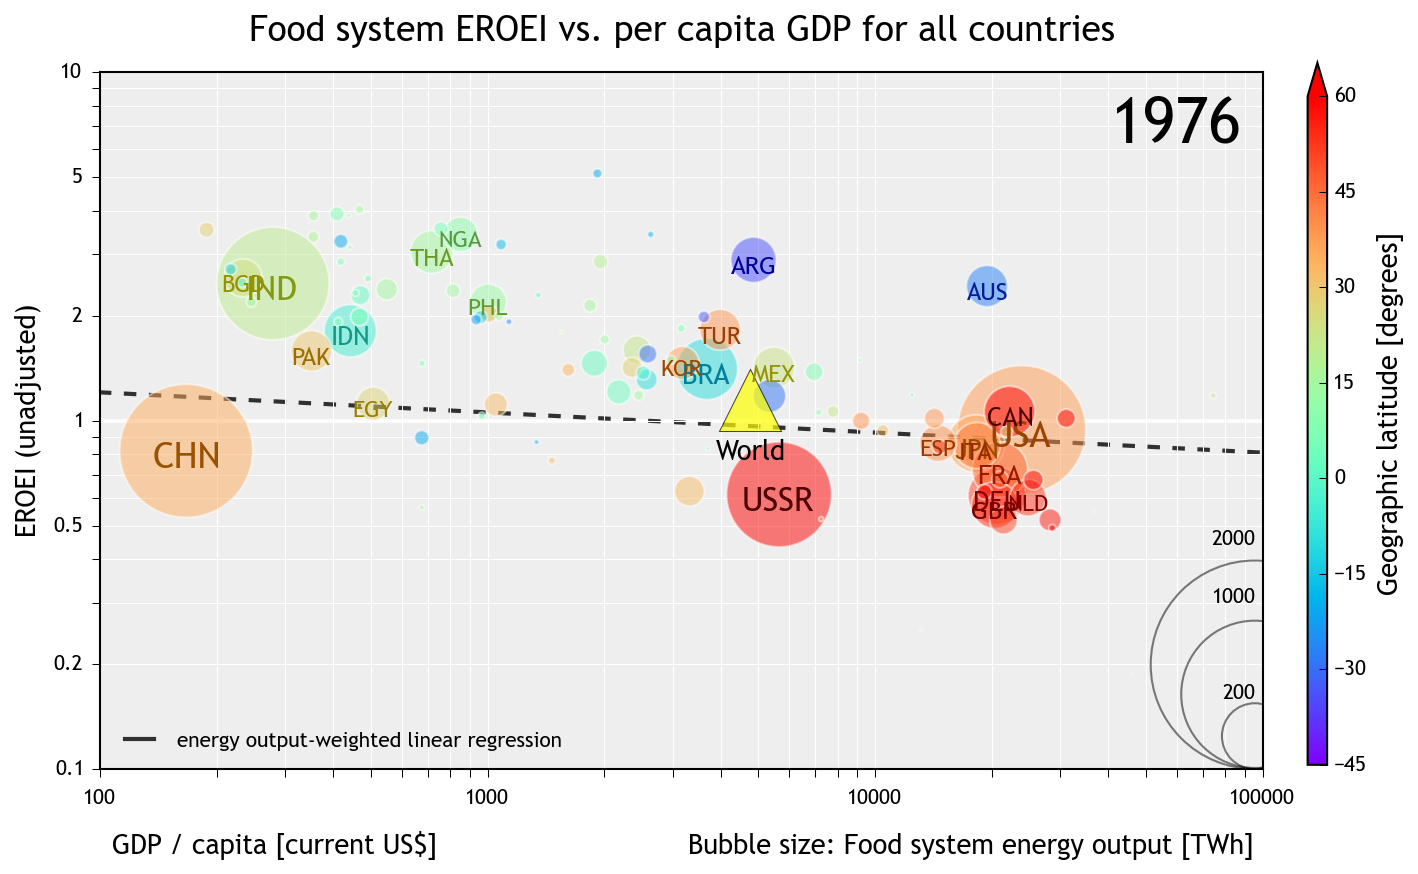 Food system EROEI vs. per capita GDP for all countries
1976
10
5
2
1
0.5
0.2
0.1
EROEI (unadjusted)
NGA
THA
BGD
IND
PHL
IDN
PAK
EGY
CHN
ARG
AUS
TUR
KOR
BRA
MEX
World
USSR
CAN
USA
ESP
ITA
FRA
DEU
NLD
GBR
2000
1000
200
energy output-weighted linear regression
100
1000
10000
100000
GDP / capita [current US$]
Bubble size: Food system energy output [TWh]
60
45
30
15
0
−15
−30
−45
Geographic latitude [degrees]